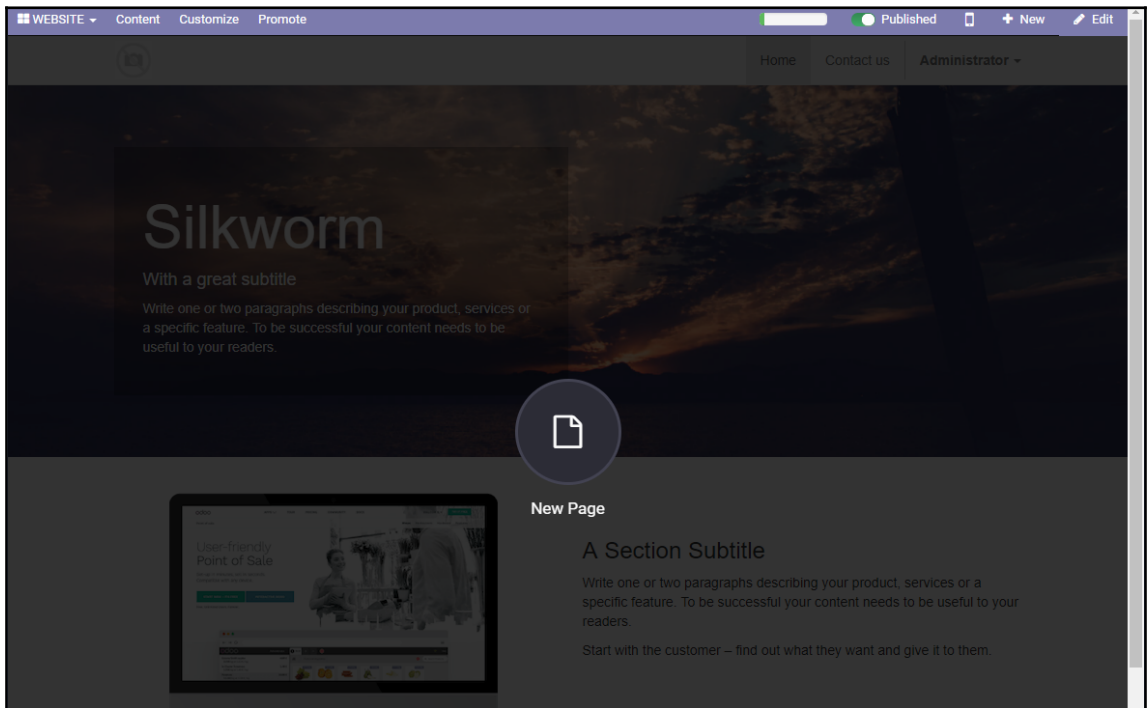 WEBSITE Content Customize Promote Published + New Edit
Home Contact us Administrator
Silkworm
With a great subtitle
Write one or two paragraphs describing your product, services or
a specific feature. To be successful your content needs to be
useful to your readers.
New Page
User-friendly
Point of Sale
A Section Subtitle
Write one or two paragraphs describing your product, services or a
specific feature. To be successful your content needs to be useful to your
readers.
Start with the customer – find out what they want and give it to them.